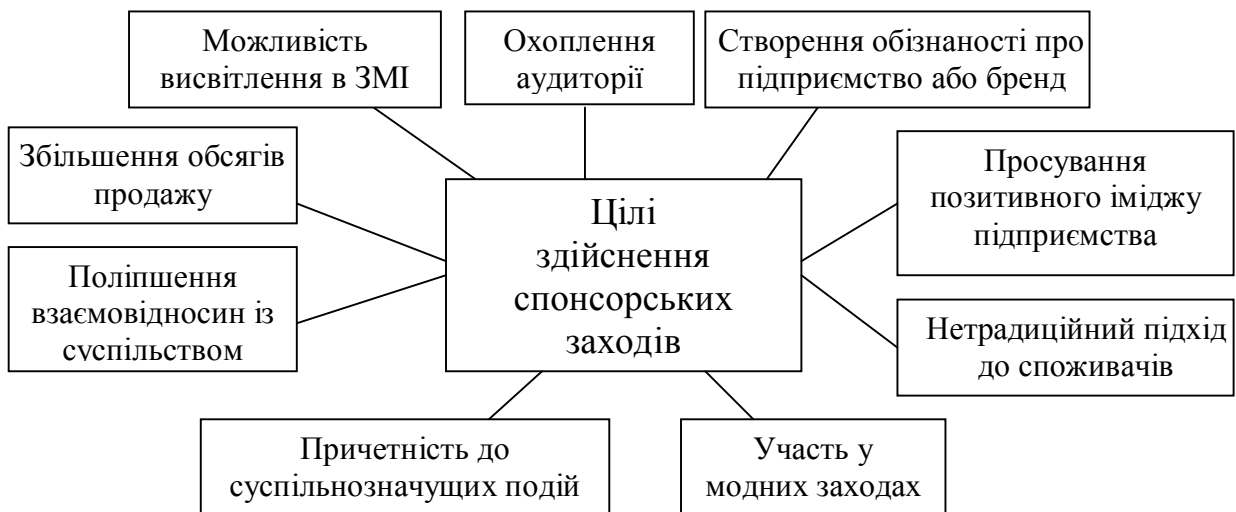 Можливість
висвітлення в ЗМІ
Охоплення
аудиторії
Створення обізнаності про
підприємство або бренд
Збільшення обсягів
продажу
Просування
позитивного іміджу
підприємства
Цілі
здійснення
спонсорських
заходів
Поліпшення
взаємовідносин із
суспільством
Нетрадиційний підхід
до споживачів
Причетність до
суспільнозначущих подій
Участь у
модних заходах